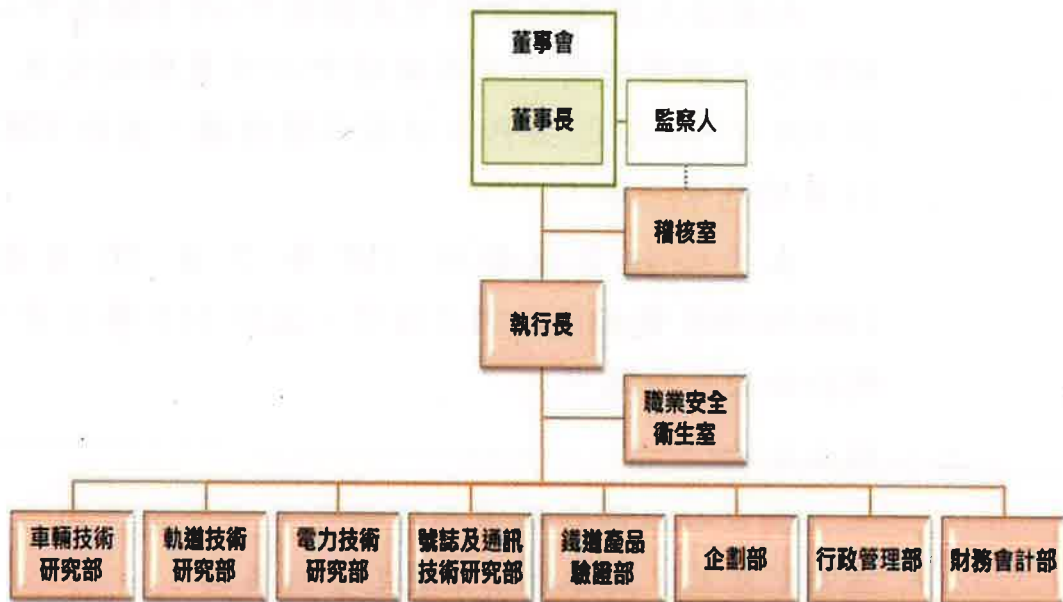 董事會
董事長
監察人
稽核室
執行長
職業安全
衛生室
車輛技術
研究部
軌道技術
研究部
電力技術
研究部
號誌及通訊
技術研究部
鐵道產品
驗證部
企劃部
行政管理部
財務會計部